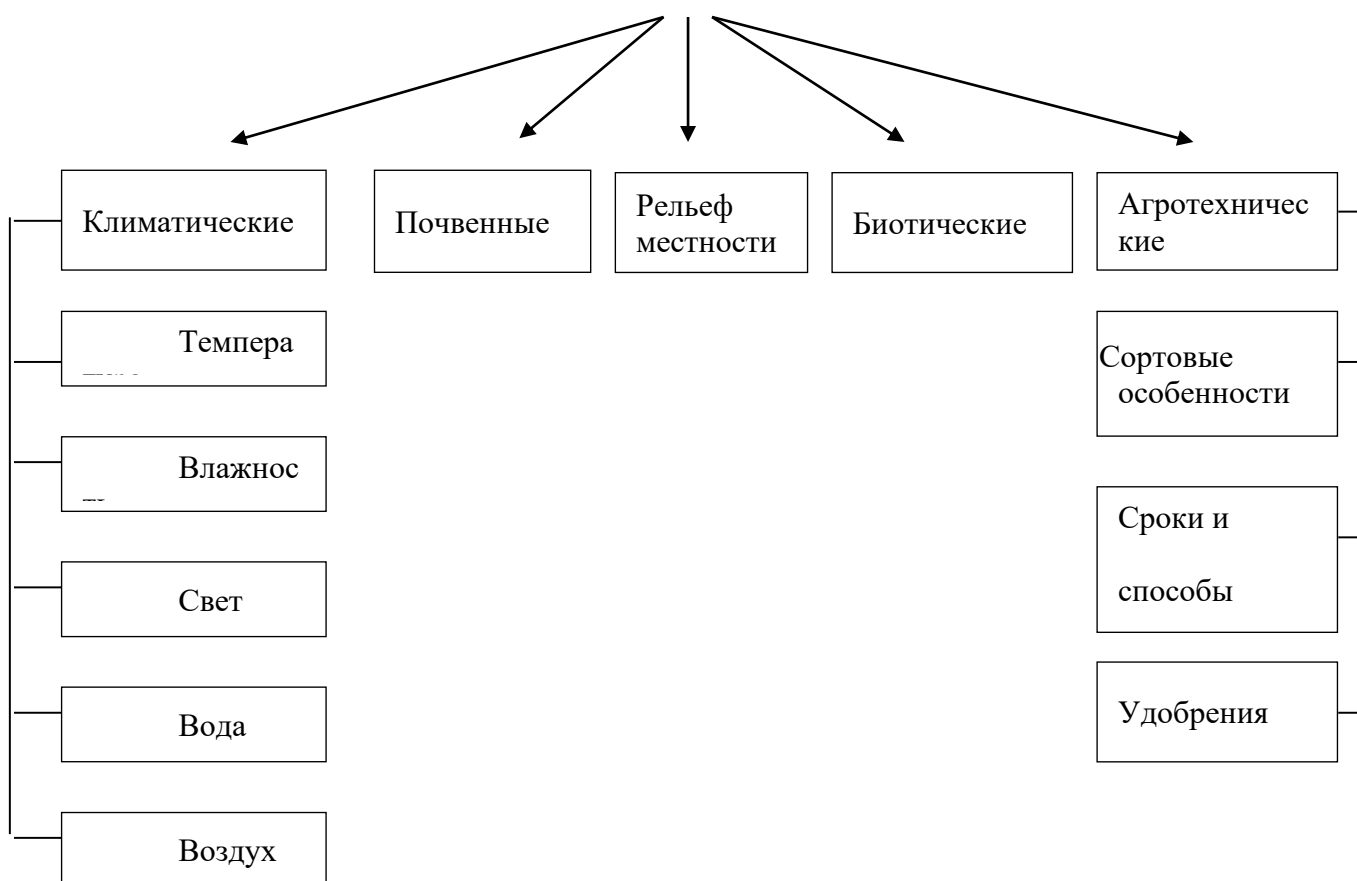 Климатические
Почвенные
Рельеф
местности
Биотические
Агротехничес
кие
Темпера
Сортовые
особенности
Влажнос
Сроки и
способы
Свет
Вода
Удобрения
Воздух